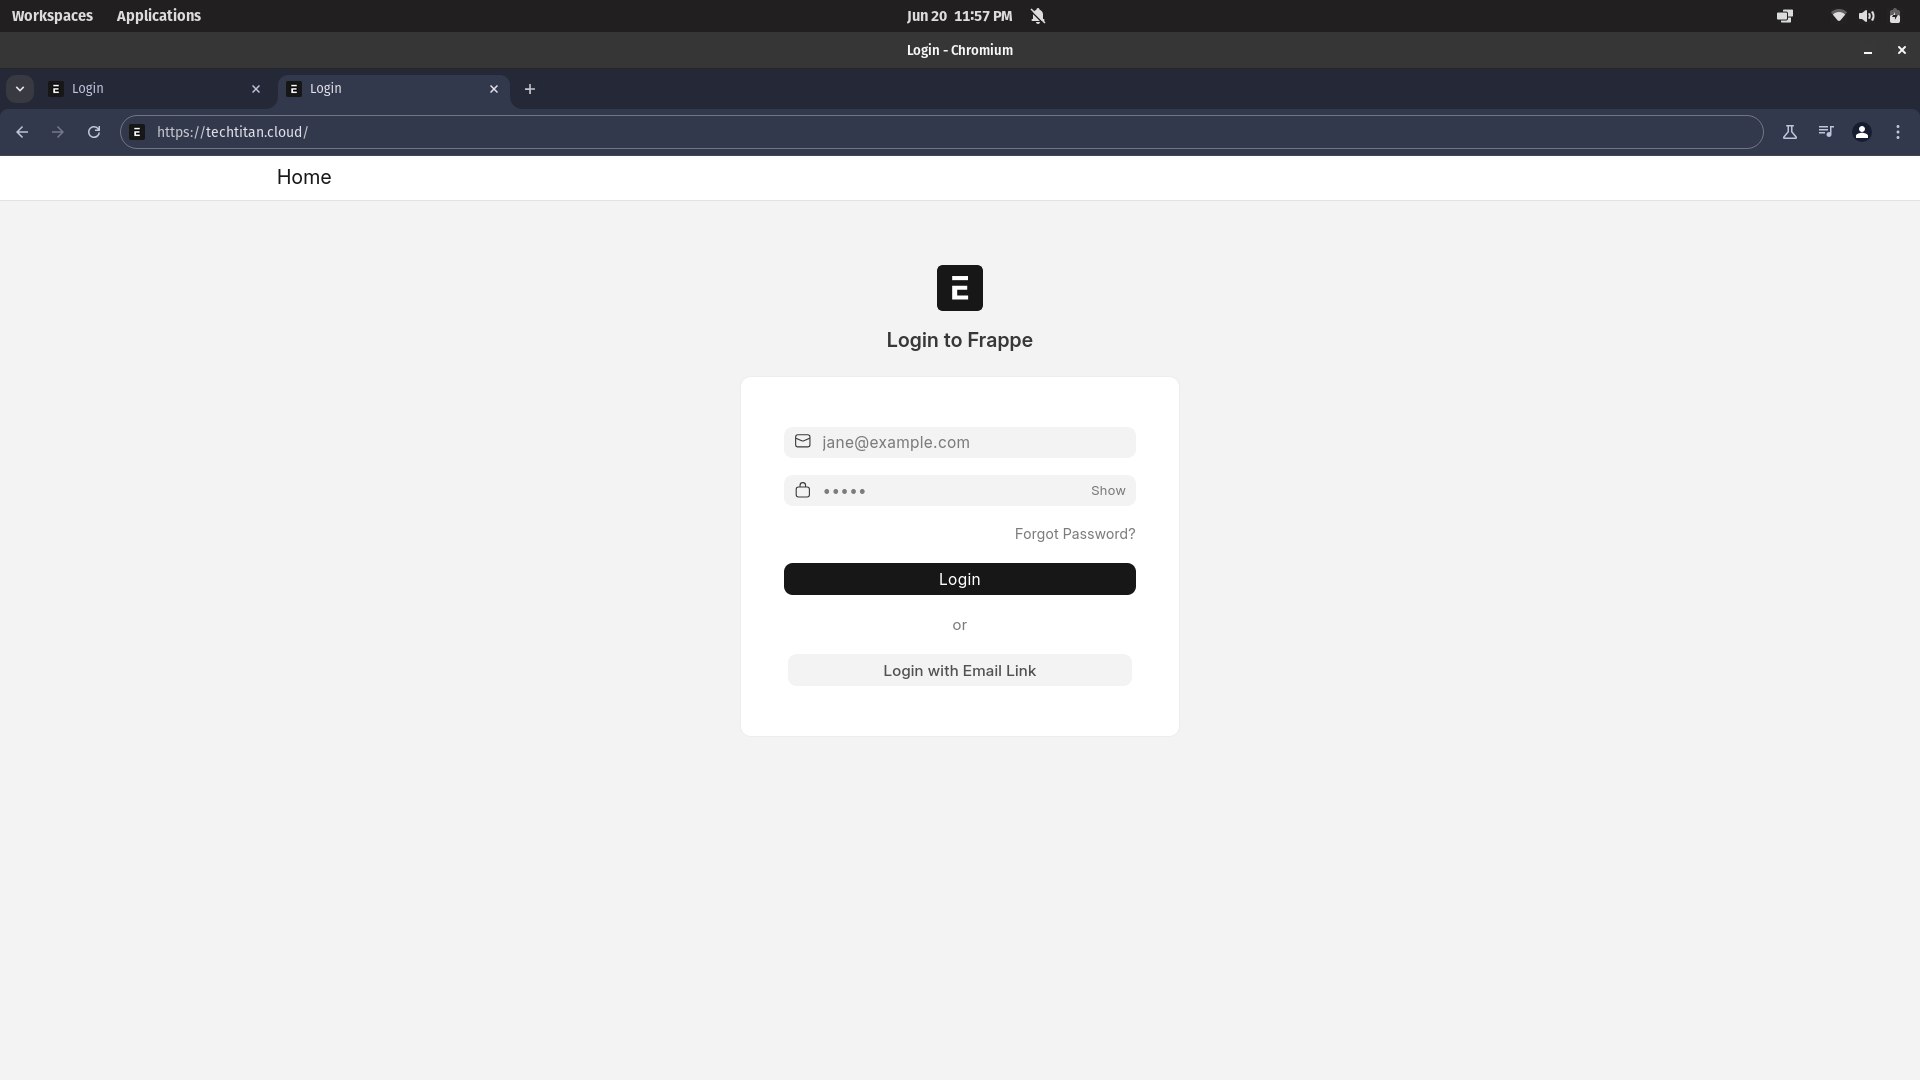 Workspaces Applications Jun 20 11:57 PM
Login - Chromium
Login Login
https://techtitan.cloud/
Home
E
Login to Frappe
jane@example.com
••••• Show
Forgot Password?
Login
or
Login with Email Link